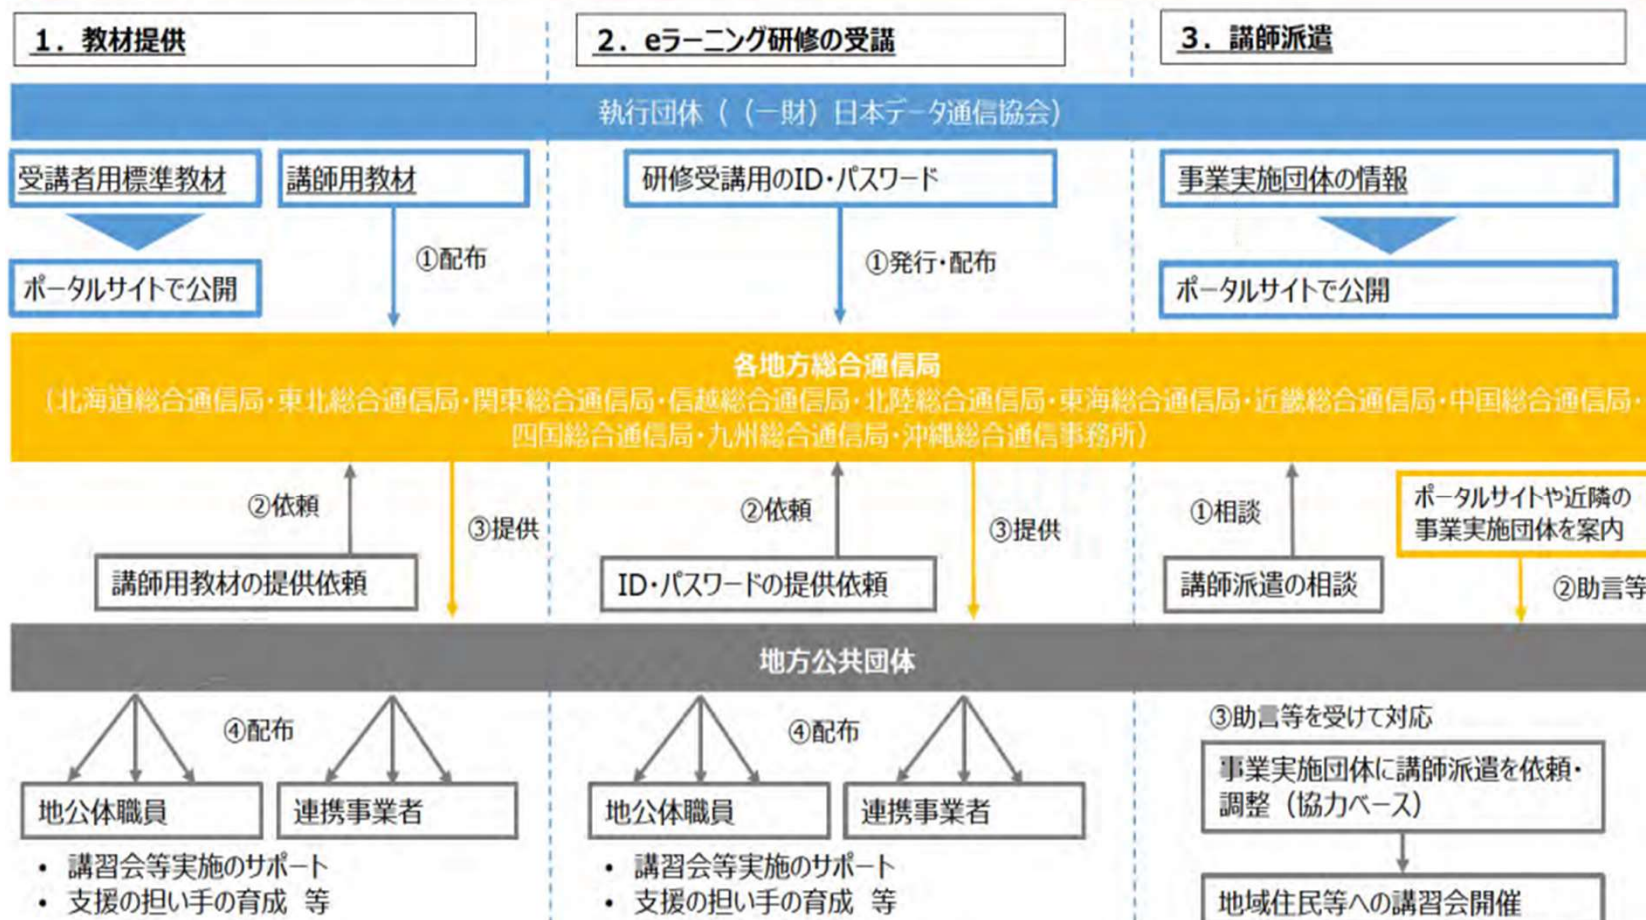 1．教材提供
2．eラーニング研修の受講
3．講師派遣
執行団体（（一財）日本データ通信協会）
受講者用標準教材
講師用教材
研修受講用のID・パスワード
事業実施団体の情報
①配布
①発行・配布
ポータルサイトで公開
ポータルサイトで公開
各地方総合通信局
（北海道総合通信局・東北総合通信局・関東総合通信局・信越総合通信局・北陸総合通信局・東海総合通信局・近畿総合通信局・中国総合通信局・
四国総合通信局・九州総合通信局・沖縄総合通信事務所）
②依頼
③提供
講師用教材の提供依頼
②依頼
③提供
ID・パスワードの提供依頼
①相談
講師派遣の相談
ポータルサイトや近隣の
事業実施団体を案内
②助言等
地方公共団体
④配布
地公体職員
連携事業者
• 講習会等実施のサポート
• 支援の担い手の育成 等
④配布
地公体職員
連携事業者
• 講習会等実施のサポート
• 支援の担い手の育成 等
③助言等を受けて対応
事業実施団体に講師派遣を依頼・
調整（協力ベース）
地域住民等への講習会開催